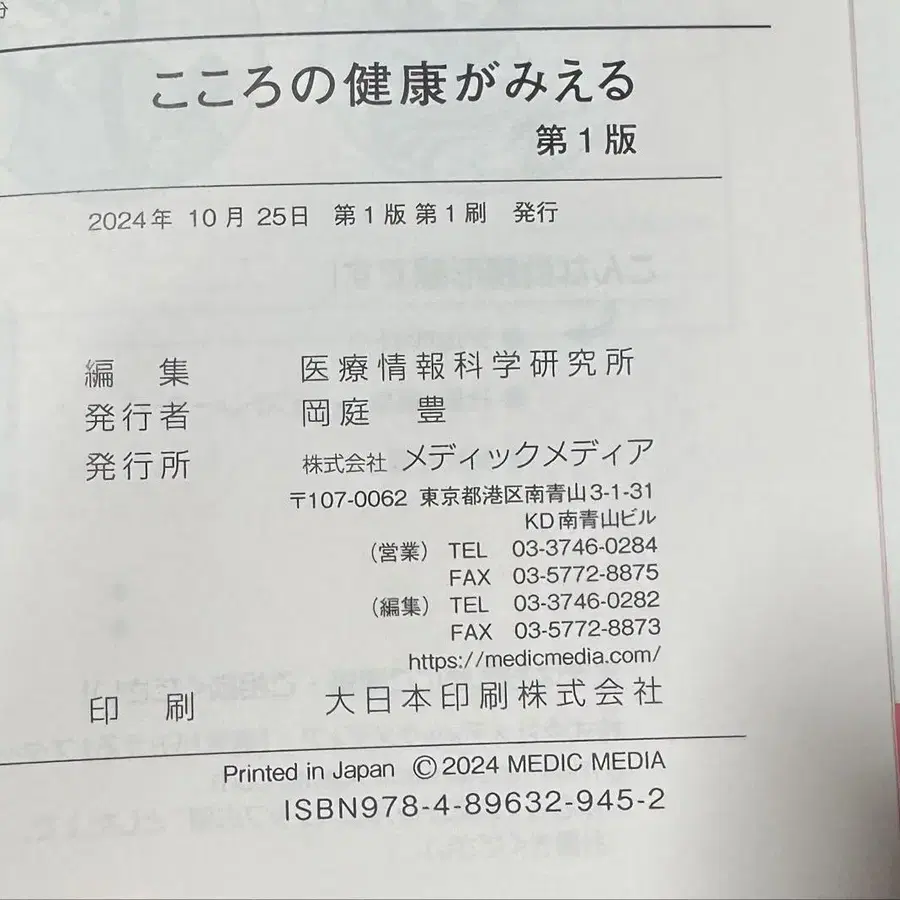 こころの健康がみえる
第1版
2024年 10月 25日 第1版 第1刷 発行
編 集 医療情報科学研究所
発行者 岡庭 豊
発行所 株式会社 メディックメディア
〒107-0062 東京都港区南青山3-1-31
KD南青山ビル
(営業) TEL 03-3746-0284
FAX 03-5772-8875
(編集) TEL 03-3746-0282
FAX 03-5772-8873
https://medicmedia.com/
印 刷 大日本印刷株式会社
Printed in Japan ©2024 MEDIC MEDIA
ISBN978-4-89632-945-2